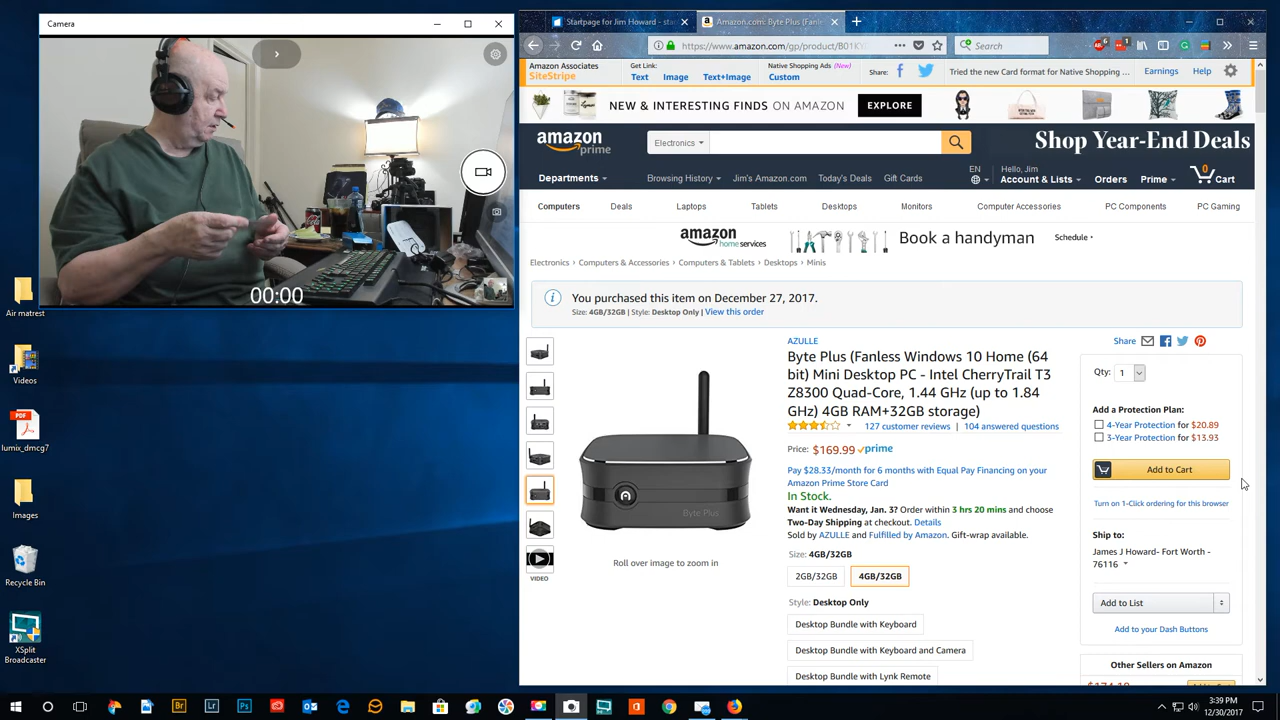 Camera
00:00
Air matrest
Videos
lumix_dmcg7
Images
Recycle Bin
XSplit
Broadcaster
Startpage for Jim Howard - sta
Amazon.com: Byte Plus (Fanle
https://www.amazon.com/gp/product/B01K
Search
Amazon Associates
SiteStripe
Get Link:
Text Image Text+Image
Native Shopping Ads (New)
Custom
Share:
Tried the new Card format for Native Shopping ...
Earnings Help
NEW & INTERESTING FINDS ON AMAZON EXPLORE
amazon prime
Electronics
Shop Year-End Deals
Departments
Browsing History Jim's Amazon.com Today's Deals Gift Cards
EN
Hello, Jim
Account & Lists Orders Prime 0 Cart
Computers Deals Laptops Tablets Desktops Monitors Computer Accessories PC Components PC Gaming
amazon home services
Book a handyman Schedule ›
Electronics › Computers & Accessories › Computers & Tablets › Desktops › Minis
You purchased this item on December 27, 2017.
Size: 4GB/32GB | Style: Desktop Only | View this order
VIDEO
Byte Plus
Roll over image to zoom in
AZULLE
Byte Plus (Fanless Windows 10 Home (64
bit) Mini Desktop PC - Intel CherryTrail T3
Z8300 Quad-Core, 1.44 GHz (up to 1.84
GHz) 4GB RAM+32GB storage)
127 customer reviews | 104 answered questions
Price: $169.99 prime
Pay $28.33/month for 6 months with Equal Pay Financing on your
Amazon Prime Store Card
In Stock.
Want it Wednesday, Jan. 3? Order within 3 hrs 20 mins and choose
Two-Day Shipping at checkout. Details
Sold by AZULLE and Fulfilled by Amazon. Gift-wrap available.
Size: 4GB/32GB
2GB/32GB 4GB/32GB
Style: Desktop Only
Desktop Bundle with Keyboard
Desktop Bundle with Keyboard and Camera
Desktop Bundle with Lynk Remote
Share
Qty: 1
Add a Protection Plan:
4-Year Protection for $20.89
3-Year Protection for $13.93
Add to Cart
Turn on 1-Click ordering for this browser
Ship to:
James J Howard- Fort Worth -
76116
Add to List
Add to your Dash Buttons
Other Sellers on Amazon
3:39 PM
12/30/2017